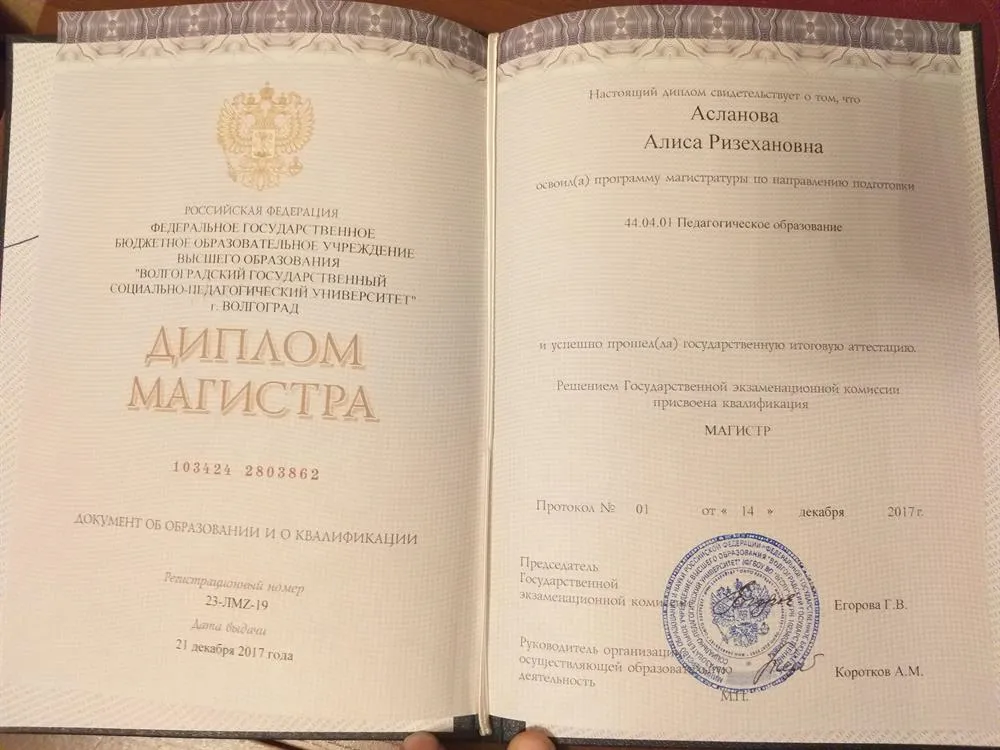 РОССИЙСКАЯ ФЕДЕРАЦИЯ
ФЕДЕРАЛЬНОЕ ГОСУДАРСТВЕННОЕ
БЮДЖЕТНОЕ ОБРАЗОВАТЕЛЬНОЕ УЧРЕЖДЕНИЕ
ВЫСШЕГО ОБРАЗОВАНИЯ
"ВОЛГОГРАДСКИЙ ГОСУДАРСТВЕННЫЙ
СОЦИАЛЬНО-ПЕДАГОГИЧЕСКИЙ УНИВЕРСИТЕТ"
г. ВОЛГОГРАД
ДИПЛОМ
МАГИСТРА
103424 2803862
ДОКУМЕНТ ОБ ОБРАЗОВАНИИ И О КВАЛИФИКАЦИИ
Регистрационный номер
23-ЛМZ-19
Дата выдачи
21 декабря 2017 года
Настоящий диплом свидетельствует о том, что
Асланова
Алиса Ризехановна
освоил(а) программу магистратуры по направлению подготовки
44.04.01 Педагогическое образование
и успешно прошел(ла) государственную итоговую аттестацию.
Решением Государственной экзаменационной комиссии
присвоена квалификация
МАГИСТР
Протокол № 01 от « 14 » декабря 2017 г.
Председатель
Государственной
экзаменационной
Егорова Г.В.
Руководитель
осуществляющей
деятельность
Коротков А.М.
М.П.